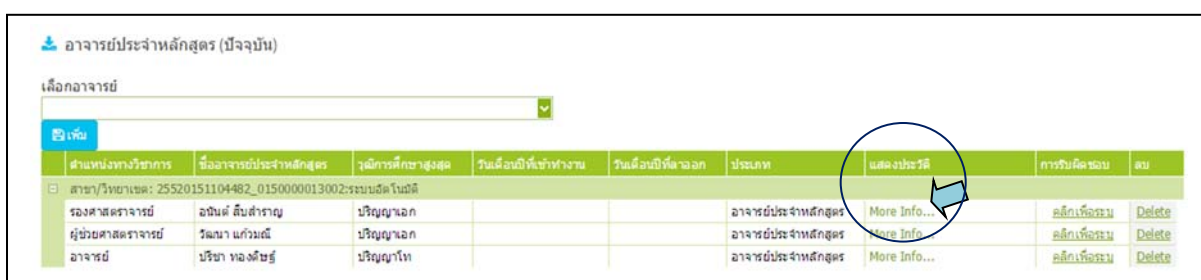 อาจารย์ประจำหลักสูตร (ปัจจุบัน)
เลือกอาจารย์
เพิ่ม
ตำแหน่งทางวิชาการ ชื่ออาจารย์ประจำหลักสูตร วุฒิการศึกษาสูงสุด วันเดือนปีที่เข้าทำงาน วันเดือนปีที่ลาออก ประเภท แสดงประวัติ การรับผิดชอบ ลบ
สาขา/วิทยาเขต: 25520151104482_0150000013002:ระบบอัตโนมัติ
รองศาสตราจารย์ อนันต์ สืบสำราญ ปริญญาเอก อาจารย์ประจำหลักสูตร More Info... คลิกเพื่อระบุ Delete
ผู้ช่วยศาสตราจารย์ วัฒนา แก้วมณี ปริญญาเอก อาจารย์ประจำหลักสูตร More Info... คลิกเพื่อระบุ Delete
อาจารย์ ปรีชา ทองดิษฐ์ ปริญญาโท อาจารย์ประจำหลักสูตร More Info... คลิกเพื่อระบุ Delete